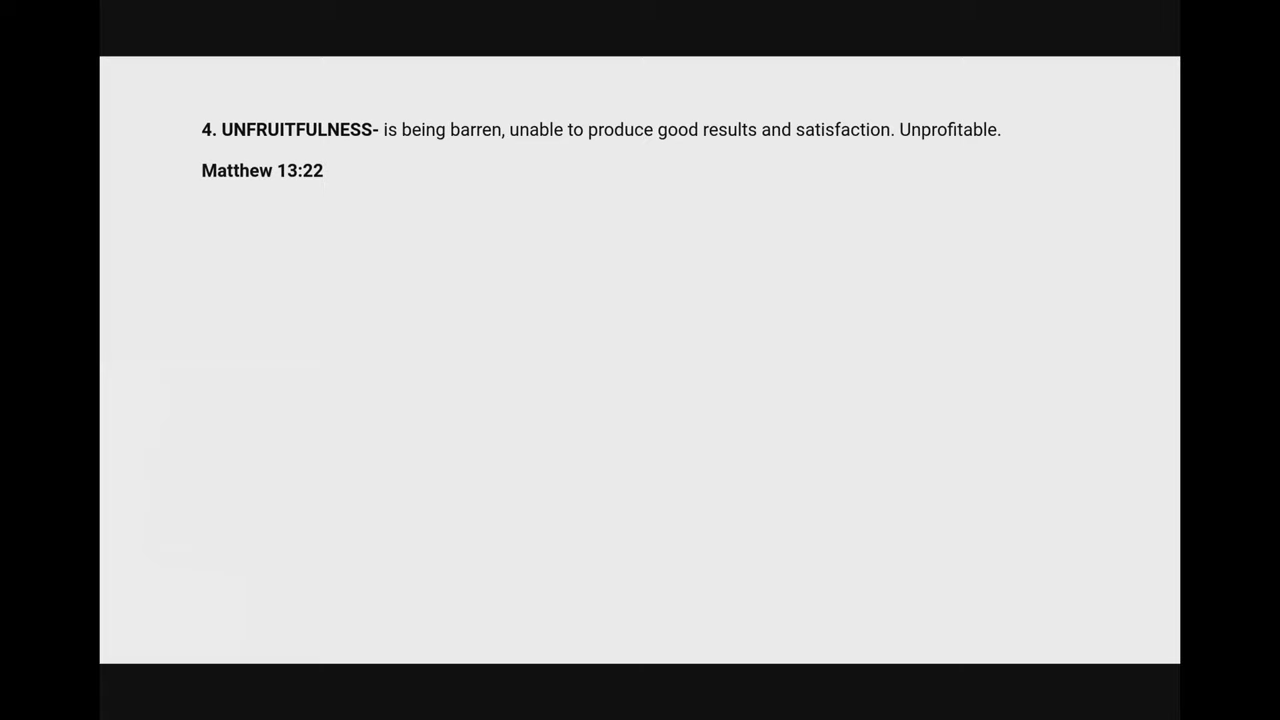 4. UNFRUITFULNESS- is being barren, unable to produce good results and satisfaction. Unprofitable.
Matthew 13:22